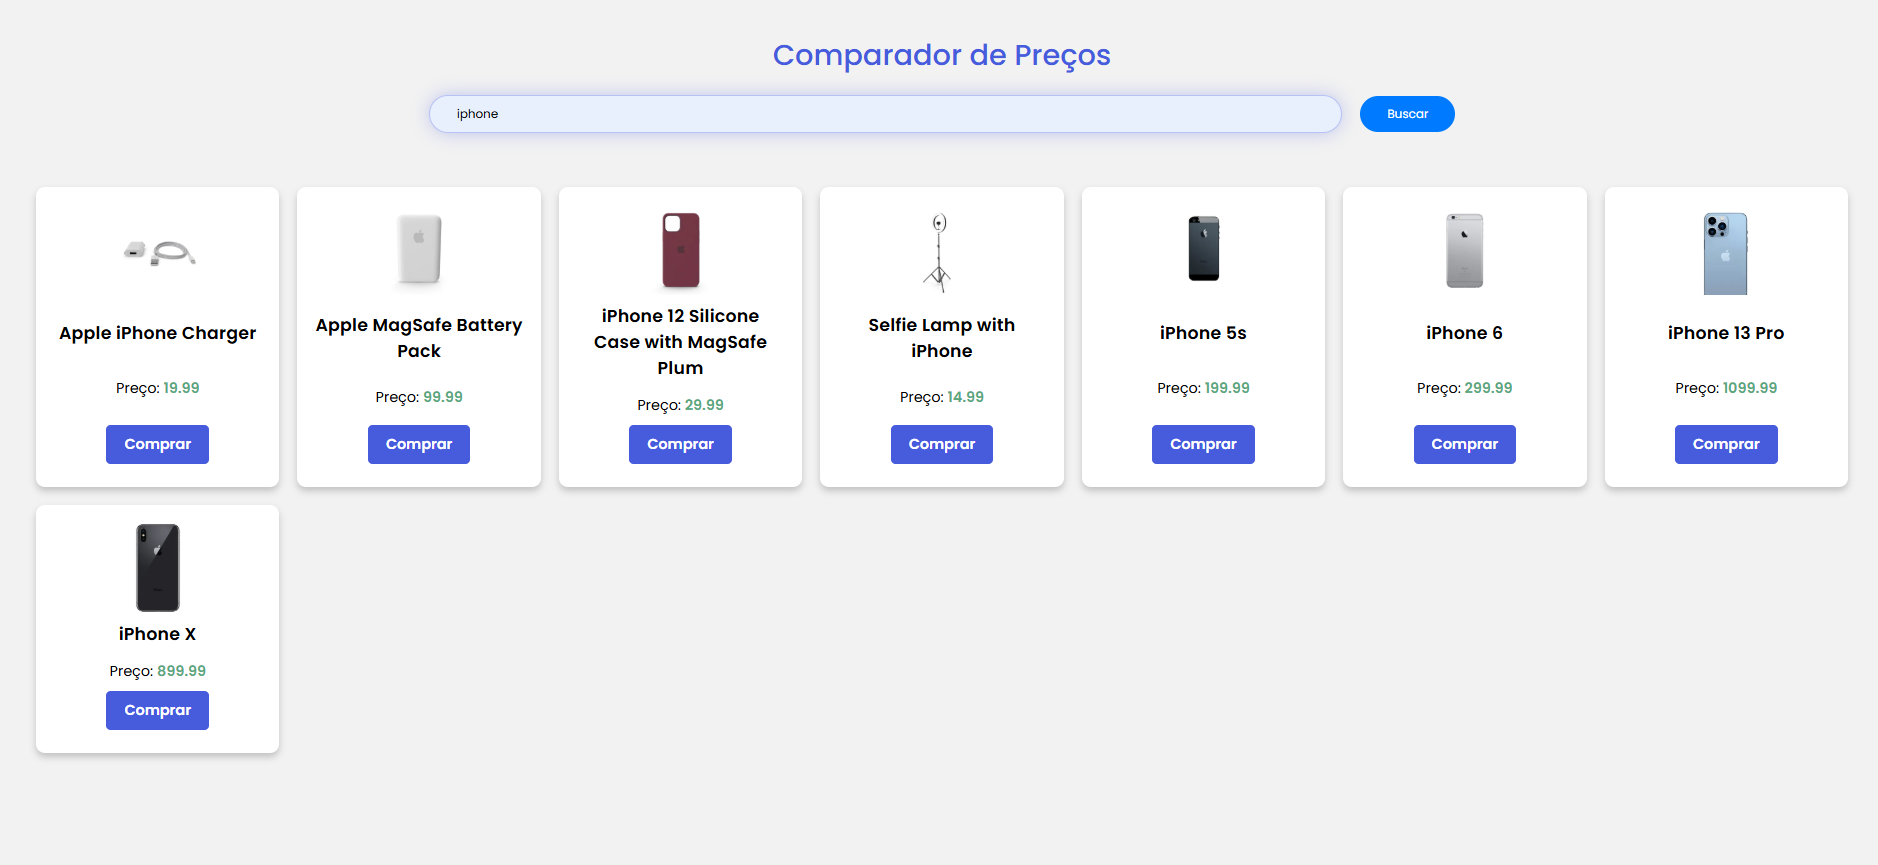 Comparador de Preços
iphone
Buscar
Apple iPhone Charger
Preço: 19.99
Comprar
Apple MagSafe Battery
Pack
Preço: 99.99
Comprar
iPhone 12 Silicone
Case with MagSafe
Plum
Preço: 29.99
Comprar
Selfie Lamp with
iPhone
Preço: 14.99
Comprar
iPhone 5s
Preço: 199.99
Comprar
iPhone 6
Preço: 299.99
Comprar
iPhone 13 Pro
Preço: 1099.99
Comprar
iPhone X
Preço: 899.99
Comprar